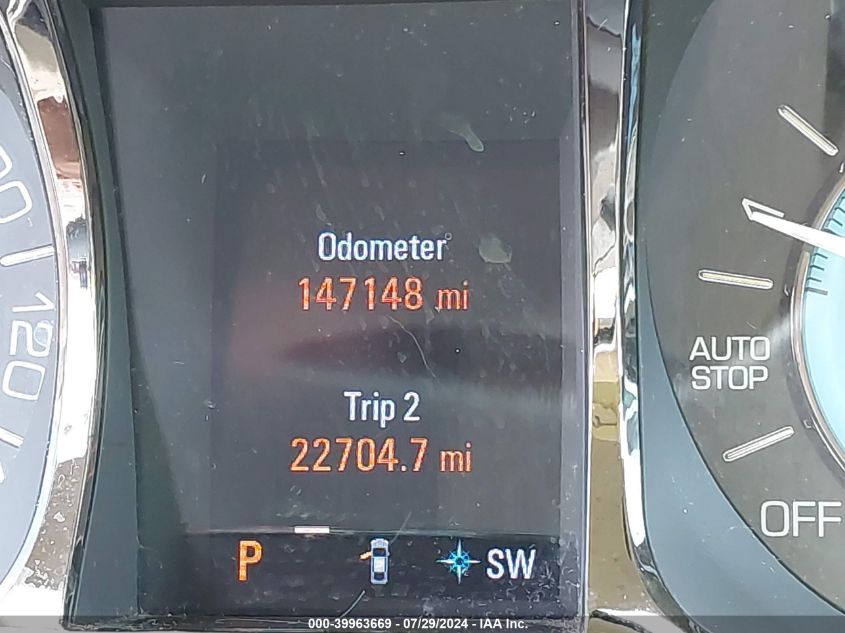 Odometer
147148 mi
Trip 2
22704.7 mi
P
SW
120
AUTO
STOP
OFF
000-39963669 - 07/29/2024 - IAA Inc.